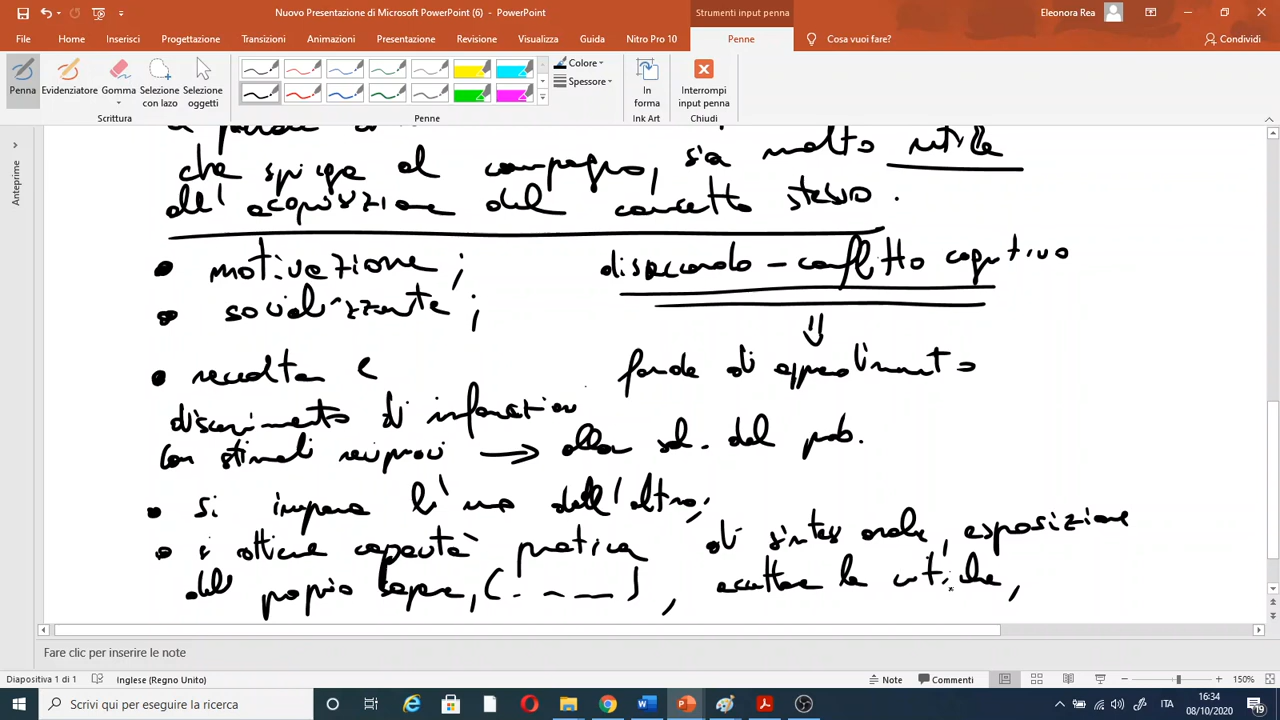 Nuovo Presentazione di Microsoft PowerPoint (6) - PowerPoint
Strumenti input penna
Eleonora Rea
File Home Inserisci Progettazione Transizioni Animazioni Presentazione Revisione Visualizza Guida Nitro Pro 10 Penne Cosa vuoi fare? Condividi
Penna Evidenziatore Gomma Selezione con lazo Selezione oggetti Colore Spessore In forma Interrompi input penna
Scrittura Penne Ink Art Chiudi
Anteprime
che spiega al compagno, sia molto utile
all'acquisizione del concetto stesso.
• motivazione; disaccordo - conflitto cognitivo
• socializzante;
⇓
• raccolta e fonte di apprendimento
discernimento di informazioni
con stimoli reciproci → alla sol. del prob.
• si impara l'uno dall'altro;
• si ottiene capacità pratica di sintesi orale, esposizione
del proprio sapere, (. - __), accettare le critiche,
Fare clic per inserire le note
Diapositiva 1 di 1 Inglese (Regno Unito) Note Commenti 150%
Scrivi qui per eseguire la ricerca
16:34
08/10/2020
19